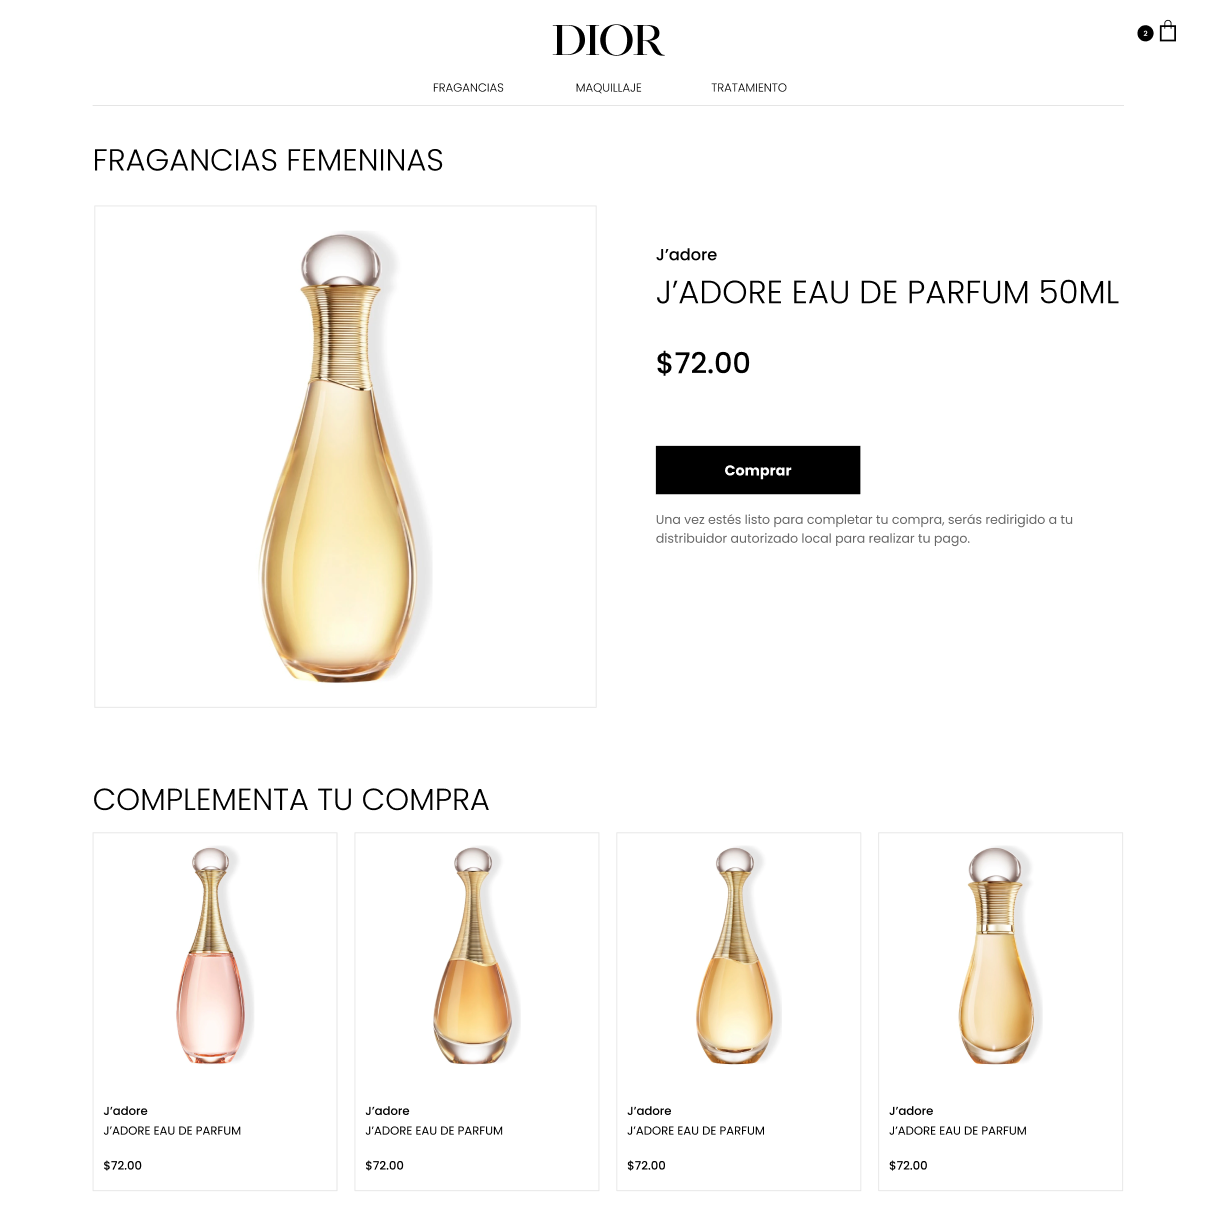 DIOR
2
FRAGANCIAS MAQUILLAJE TRATAMIENTO
FRAGANCIAS FEMENINAS
J’adore
J’ADORE EAU DE PARFUM 50ML
$72.00
Comprar
Una vez estés listo para completar tu compra, serás redirigido a tu
distribuidor autorizado local para realizar tu pago.
COMPLEMENTA TU COMPRA
J’adore
J’ADORE EAU DE PARFUM
$72.00
J’adore
J’ADORE EAU DE PARFUM
$72.00
J’adore
J’ADORE EAU DE PARFUM
$72.00
J’adore
J’ADORE EAU DE PARFUM
$72.00